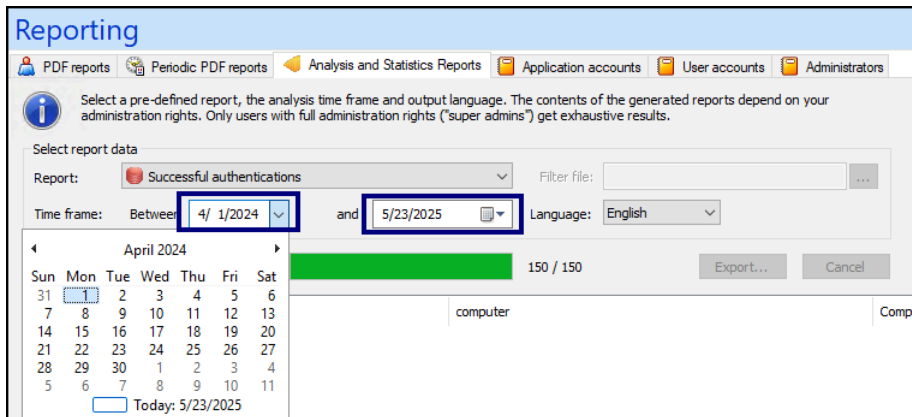 Reporting
PDF reports Periodic PDF reports Analysis and Statistics Reports Application accounts User accounts Administrators
Select a pre-defined report, the analysis time frame and output language. The contents of the generated reports depend on your
administration rights. Only users with full administration rights ("super admins") get exhaustive results.
Select report data
Report: Successful authentications Filter file: ...
Time frame: Between 4/ 1/2024 and 5/23/2025 Language: English
April 2024
150 / 150 Export... Cancel
Sun Mon Tue Wed Thu Fri Sat
31 1 2 3 4 5 6
computer Comp
7 8 9 10 11 12 13
14 15 16 17 18 19 20
21 22 23 24 25 26 27
28 29 30 1 2 3 4
5 6 7 8 9 10 11
Today: 5/23/2025